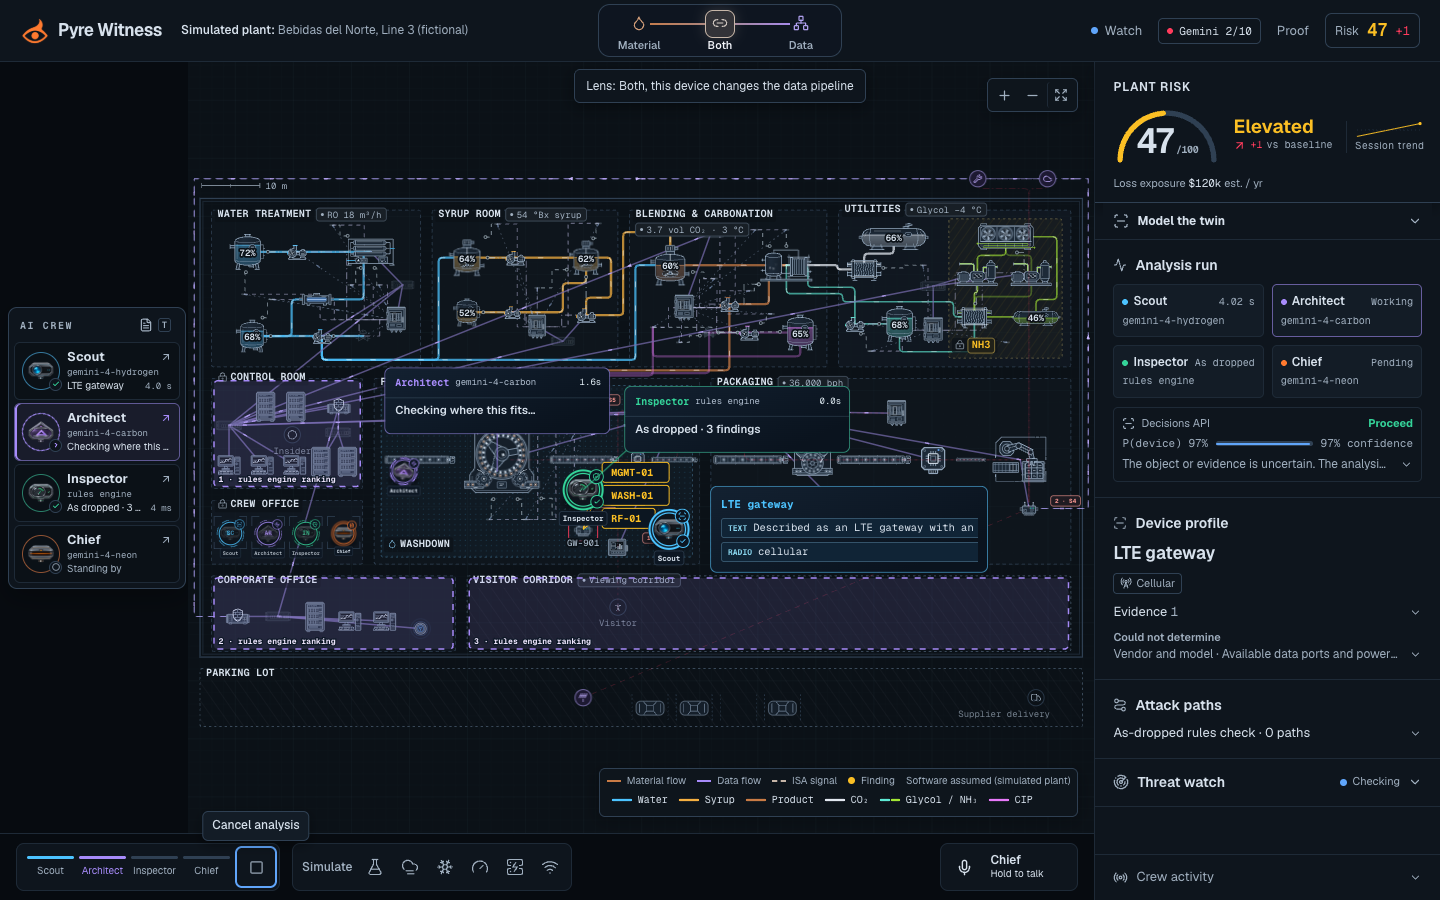 Pyre Witness
Simulated plant: Bebidas del Norte, Line 3 (fictional)
Material
Both
Data
Watch
Gemini 2/10
Proof
Risk 47 +1
Lens: Both, this device changes the data pipeline
10 m
WATER TREATMENT
RO 18 m³/h
SYRUP ROOM
54 °Bx syrup
BLENDING & CARBONATION
3.7 vol CO₂ · 3 °C
UTILITIES
Glycol -4 °C
72%
64%
62%
60%
66%
52%
68%
65%
68%
46%
NH3
AI CREW
T
Scout
gemini-4-hydrogen
LTE gateway 4.0 s
Architect
gemini-4-carbon
Checking where this ...
Inspector
rules engine
As dropped · 3 ... 4 ms
Chief
gemini-4-neon
Standing by
CONTROL ROOM
Insider
1 · rules engine ranking
Architect gemini-4-carbon 1.6s
Checking where this fits…
PACKAGING
36,000 bph
Inspector rules engine 0.0s
As dropped · 3 findings
Architect
MGMT-01
WASH-01
RF-01
Inspector
GW-901
Scout
WASHDOWN
LTE gateway
TEXT Described as an LTE gateway with an
RADIO cellular
2 · S4
CREW OFFICE
Scout
Architect
Inspector
Chief
CORPORATE OFFICE
2 · rules engine ranking
VISITOR CORRIDOR
Viewing corridor
Visitor
3 · rules engine ranking
PARKING LOT
Supplier delivery
Material flow
Data flow
ISA signal
Finding
Software assumed (simulated plant)
Water
Syrup
Product
CO₂
Glycol / NH₃
CIP
Cancel analysis
Scout
Architect
Inspector
Chief
Simulate
Chief
Hold to talk
PLANT RISK
47 /100
Elevated
+1 vs baseline
Session trend
Loss exposure $120k est. / yr
Model the twin
Analysis run
Scout 4.02 s
gemini-4-hydrogen
Architect Working
gemini-4-carbon
Inspector As dropped
rules engine
Chief Pending
gemini-4-neon
Decisions API Proceed
P(device) 97% 97% confidence
The object or evidence is uncertain. The analysi...
Device profile
LTE gateway
Cellular
Evidence 1
Could not determine
Vendor and model · Available data ports and power...
Attack paths
As-dropped rules check · 0 paths
Threat watch
Checking
Crew activity